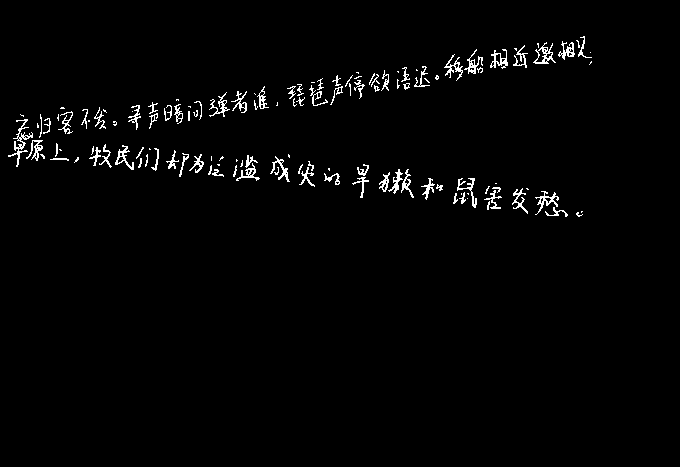 忘归客不发。寻声暗问弹者谁,琵琶声停欲语迟。移船相近邀相见,
草原上,牧民们却为泛滥成灾的旱獭和鼠害发愁。